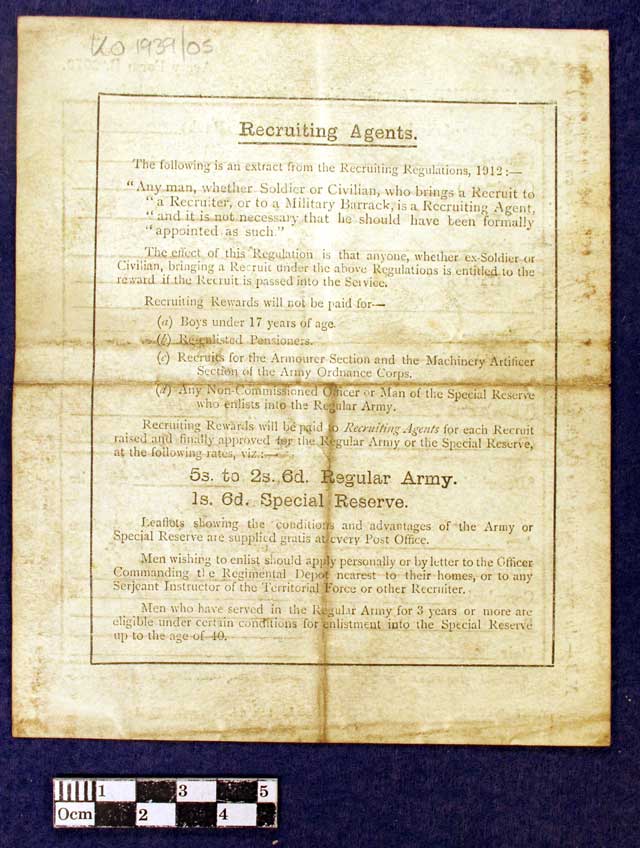 KO 1939/05
Recruiting Agents.
The following is an extract from the Recruiting Regulations, 1912:—
"Any man, whether Soldier or Civilian, who brings a Recruit to
"a Recruiter, or to a Military Barrack, is a Recruiting Agent,
"and it is not necessary that he should have been formally
"appointed as such."
The effect of this Regulation is that anyone, whether ex-Soldier or
Civilian, bringing a Recruit under the above Regulations is entitled to the
reward if the Recruit is passed into the Service.
Recruiting Rewards will not be paid for—
(a) Boys under 17 years of age.
(b) Re-enlisted Pensioners.
(c) Recruits for the Armourer Section and the Machinery Artificer
Section of the Army Ordnance Corps.
(d) Any Non-Commissioned Officer or Man of the Special Reserve
who enlists into the Regular Army.
Recruiting Rewards will be paid to Recruiting Agents for each Recruit
raised and finally approved for the Regular Army or the Special Reserve,
at the following rates, viz.:—
5s. to 2s. 6d. Regular Army.
1s. 6d. Special Reserve.
Leaflets showing the conditions and advantages of the Army or
Special Reserve are supplied gratis at every Post Office.
Men wishing to enlist should apply personally or by letter to the Officer
Commanding the Regimental Depot nearest to their homes, or to any
Serjeant Instructor of the Territorial Force or other Recruiter.
Men who have served in the Regular Army for 3 years or more are
eligible under certain conditions for enlistment into the Special Reserve
up to the age of 40.
1 3 5
0cm 2 4